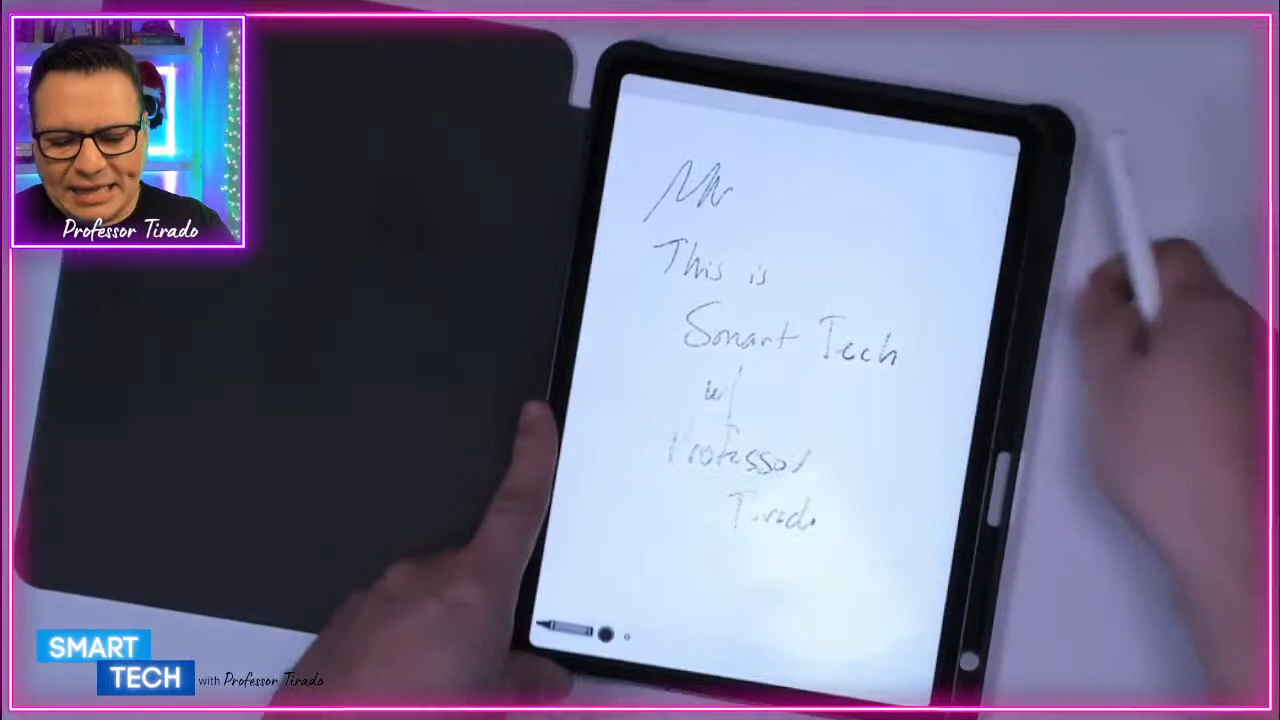 Professor Tirado
This is
Smart Tech
w/
Professor
Tirado
SMART
TECH
with Professor Tirado